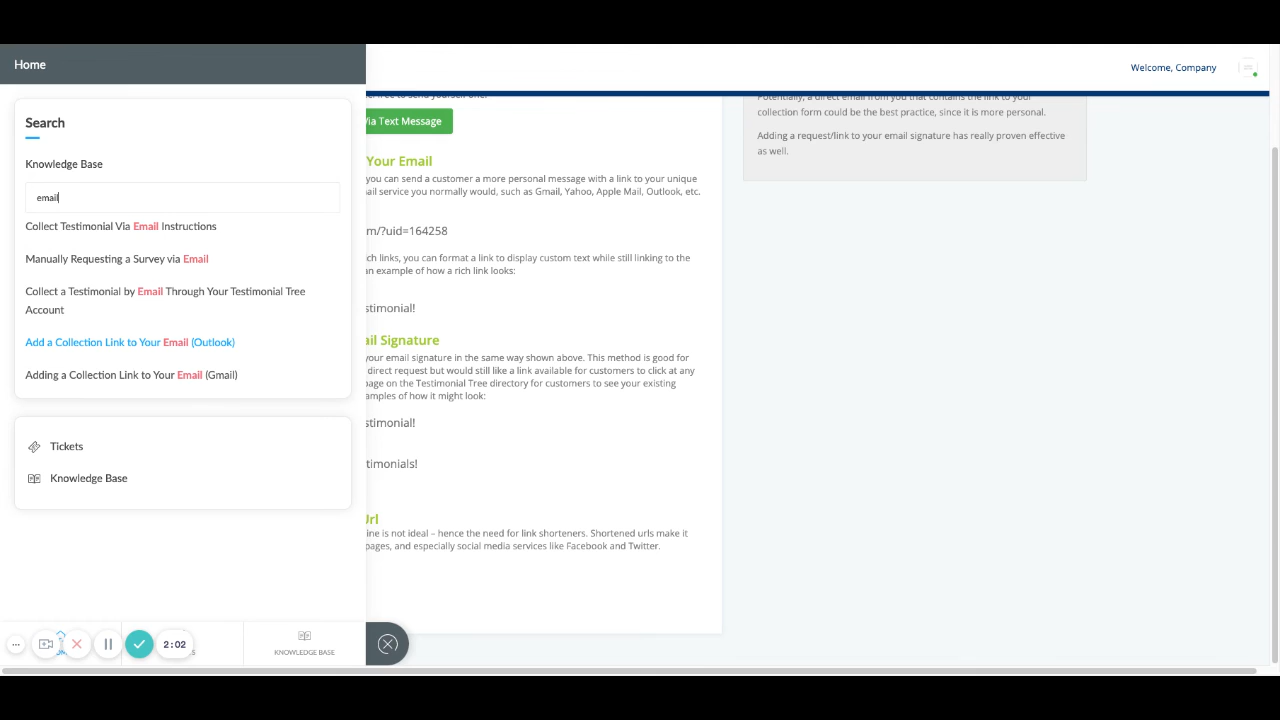 Home
Welcome, Company
Search
Knowledge Base
email
Collect Testimonial Via Email Instructions
Manually Requesting a Survey via Email
Collect a Testimonial by Email Through Your Testimonial Tree
Account
Add a Collection Link to Your Email (Outlook)
Adding a Collection Link to Your Email (Gmail)
Tickets
Knowledge Base
KNOWLEDGE BASE
2:02
Via Text Message
Your Email
you can send a customer a more personal message with a link to your unique
ail service you normally would, such as Gmail, Yahoo, Apple Mail, Outlook, etc.
m/?uid=164258
ch links, you can format a link to display custom text while still linking to the
an example of how a rich link looks:
stimonial!
ail Signature
your email signature in the same way shown above. This method is good for
direct request but would still like a link available for customers to click at any
page on the Testimonial Tree directory for customers to see your existing
amples of how it might look:
stimonial!
timonials!
Url
ine is not ideal – hence the need for link shorteners. Shortened urls make it
pages, and especially social media services like Facebook and Twitter.
Potentially, a direct email from you that contains the link to your
collection form could be the best practice, since it is more personal.
Adding a request/link to your email signature has really proven effective
as well.